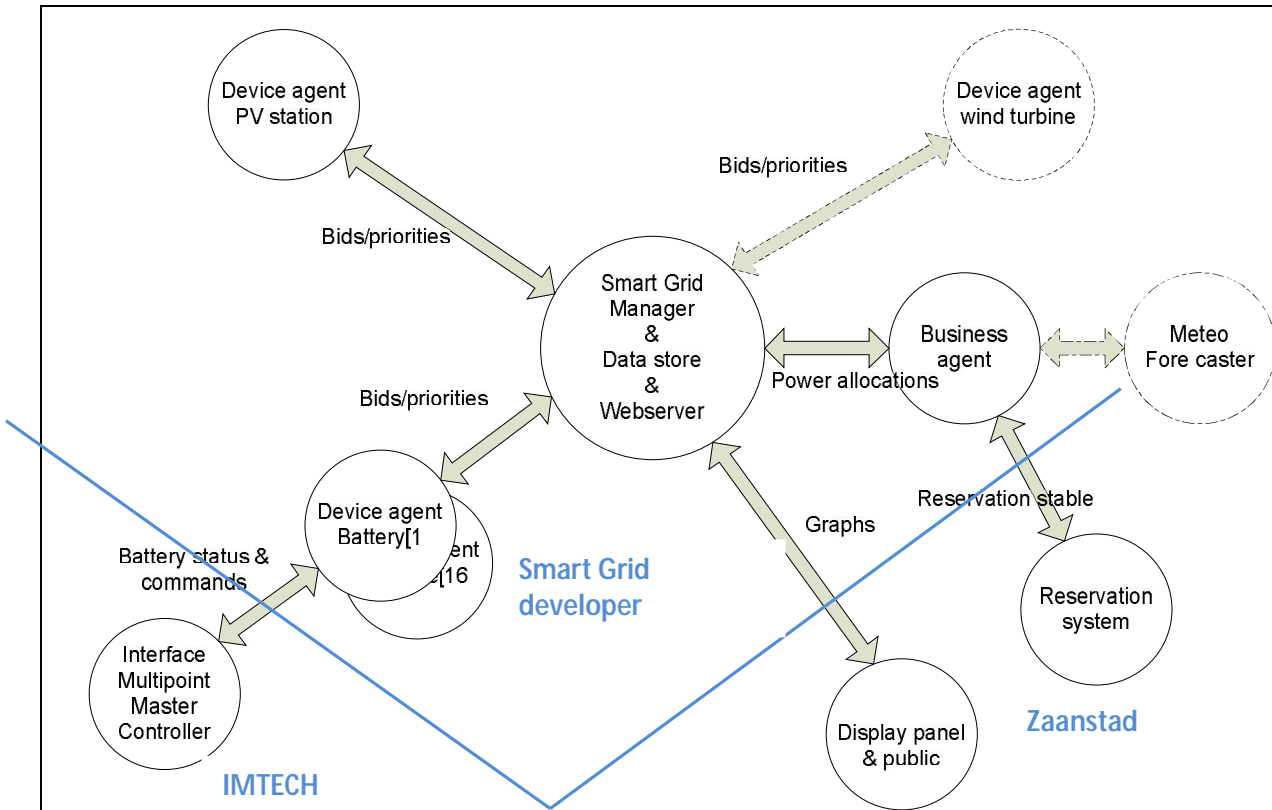 Device agent
PV station
Device agent
wind turbine
Bids/priorities
Bids/priorities
Smart Grid
Manager
&
Data store
&
Webserver
Business
agent
Meteo
Fore caster
Power allocations
Bids/priorities
Device agent
Battery[1
ent
[16
Reservation stable
Graphs
Battery status &
commands
Smart Grid
developer
Reservation
system
Interface
Multipoint
Master
Controller
Zaanstad
Display panel
& public
IMTECH